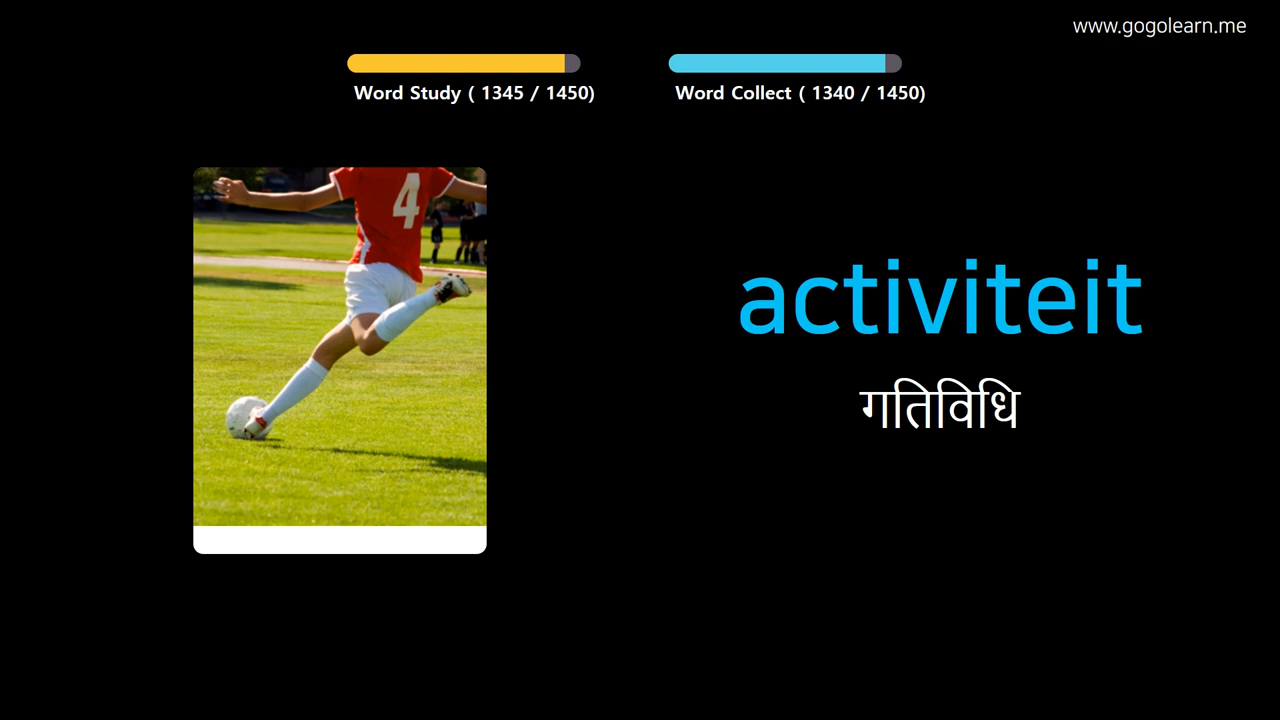 www.gogolearn.me
Word Study ( 1345 / 1450)
Word Collect ( 1340 / 1450)
4
activiteit
गतिविधि